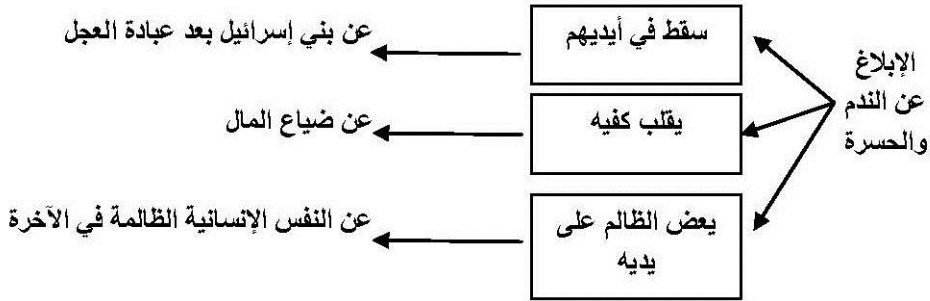 الإبلاغ
عن الندم
والحسرة
سقط في أيديهم
عن بني إسرائيل بعد عبادة العجل
يقلب كفيه
عن ضياع المال
يعض الظالم على
يديه
عن النفس الإنسانية الظالمة في الآخرة